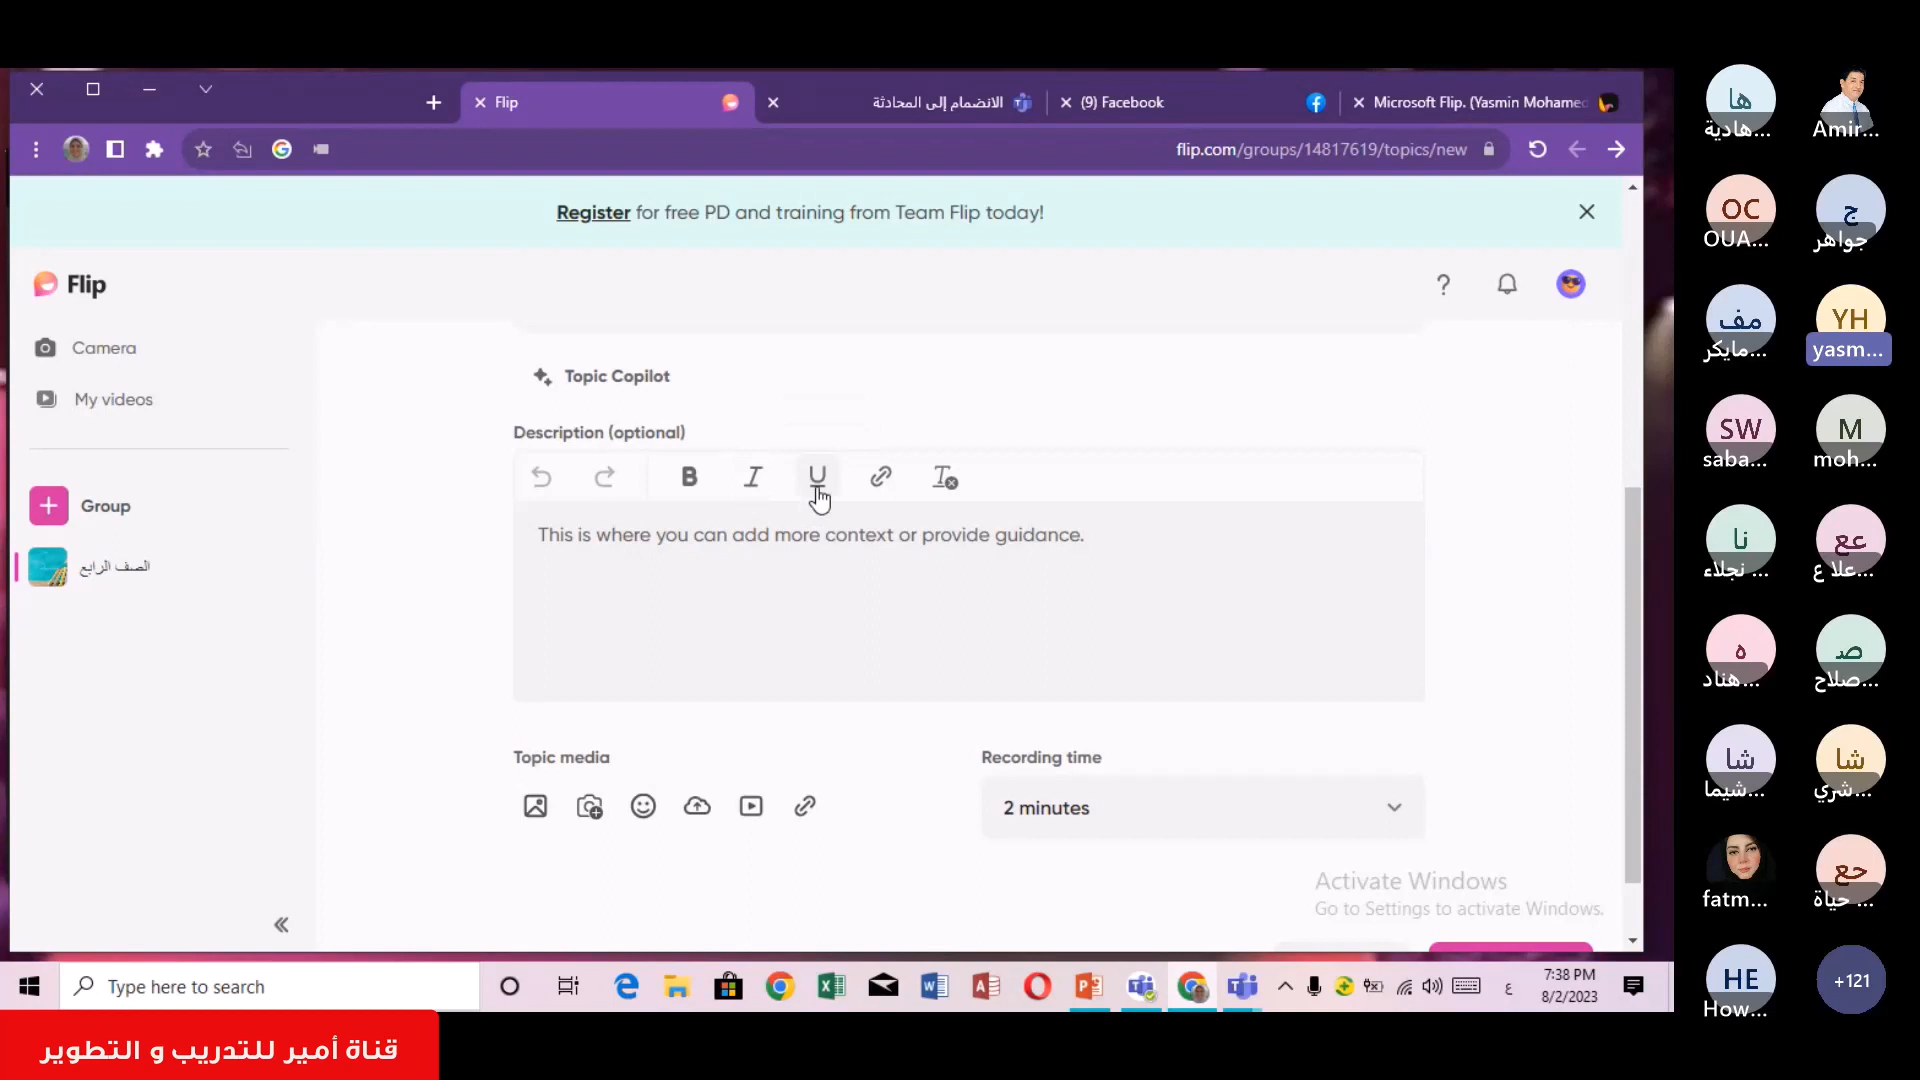 Flip
الانضمام إلى المحادثة
(9) Facebook
Microsoft Flip. (Yasmin Mohamed
flip.com/groups/14817619/topics/new
Register for free PD and training from Team Flip today!
Flip
Camera
My videos
Group
الصف الرابع
Topic Copilot
Description (optional)
B I U
This is where you can add more context or provide guidance.
Topic media
Recording time
2 minutes
Activate Windows
Go to Settings to activate Windows.
Type here to search
ع
7:38 PM
8/2/2023
قناة أمير للتدريب و التطوير
ها
هادية...
Amir...
OC
OUA...
ج
جواهر
مف
مايكر...
YH
yasm...
SW
saba...
M
moh...
نا
نجلاء ...
عع
علا ع...
ه
هناد...
ص
صلاح...
شا
شيما...
شا
شري...
fatm...
حع
حياة ...
HE
How...
+121